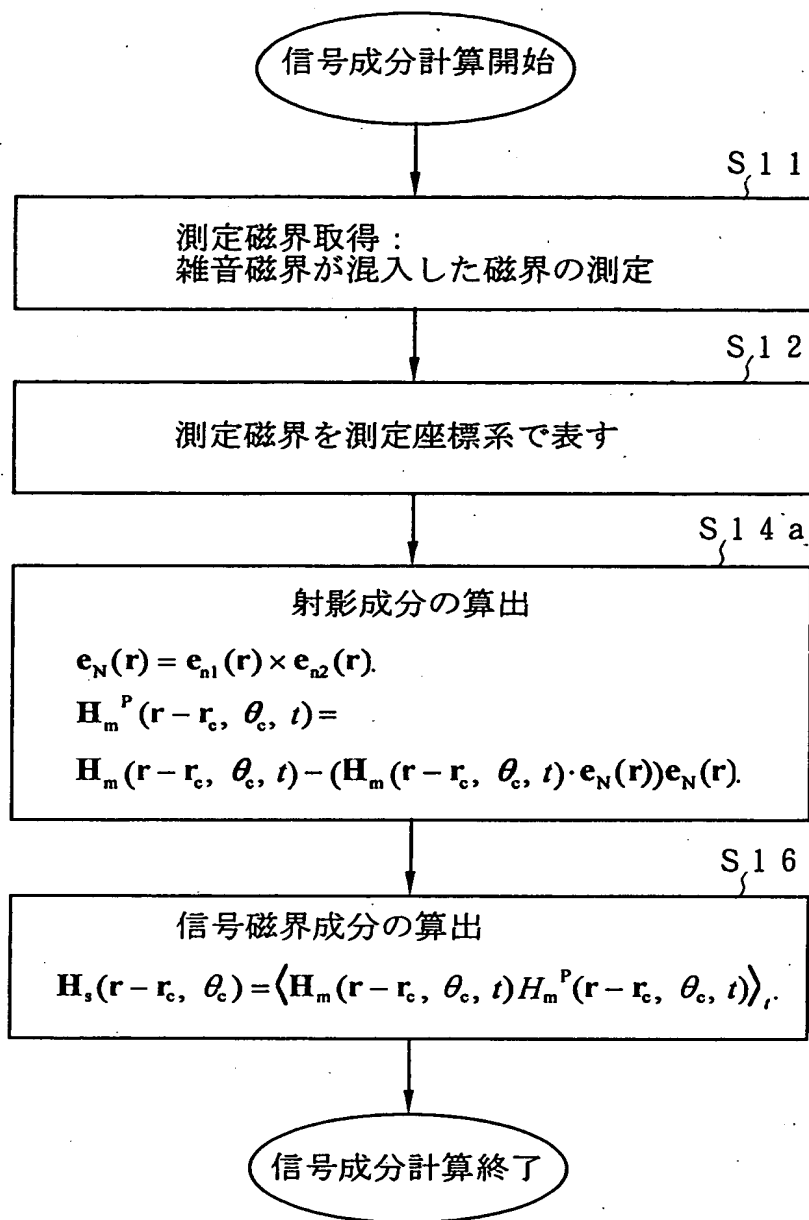 信号成分計算開始
S11
測定磁界取得:
雑音磁界が混入した磁界の測定
S12
測定磁界を測定座標系で表す
S14a
射影成分の算出
e_N(r) = e_n1(r) × e_n2(r).
H_m^P(r − r_c, θ_c, t) =
H_m(r − r_c, θ_c, t) − (H_m(r − r_c, θ_c, t) · e_N(r))e_N(r).
S16
信号磁界成分の算出
H_s(r − r_c, θ_c) = ⟨H_m(r − r_c, θ_c, t) H_m^P(r − r_c, θ_c, t)⟩_t.
信号成分計算終了